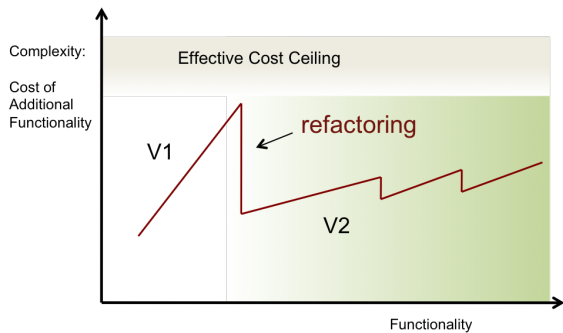 Complexity:
Effective Cost Ceiling
Cost of
Additional
Functionality
refactoring
V1
V2
Functionality